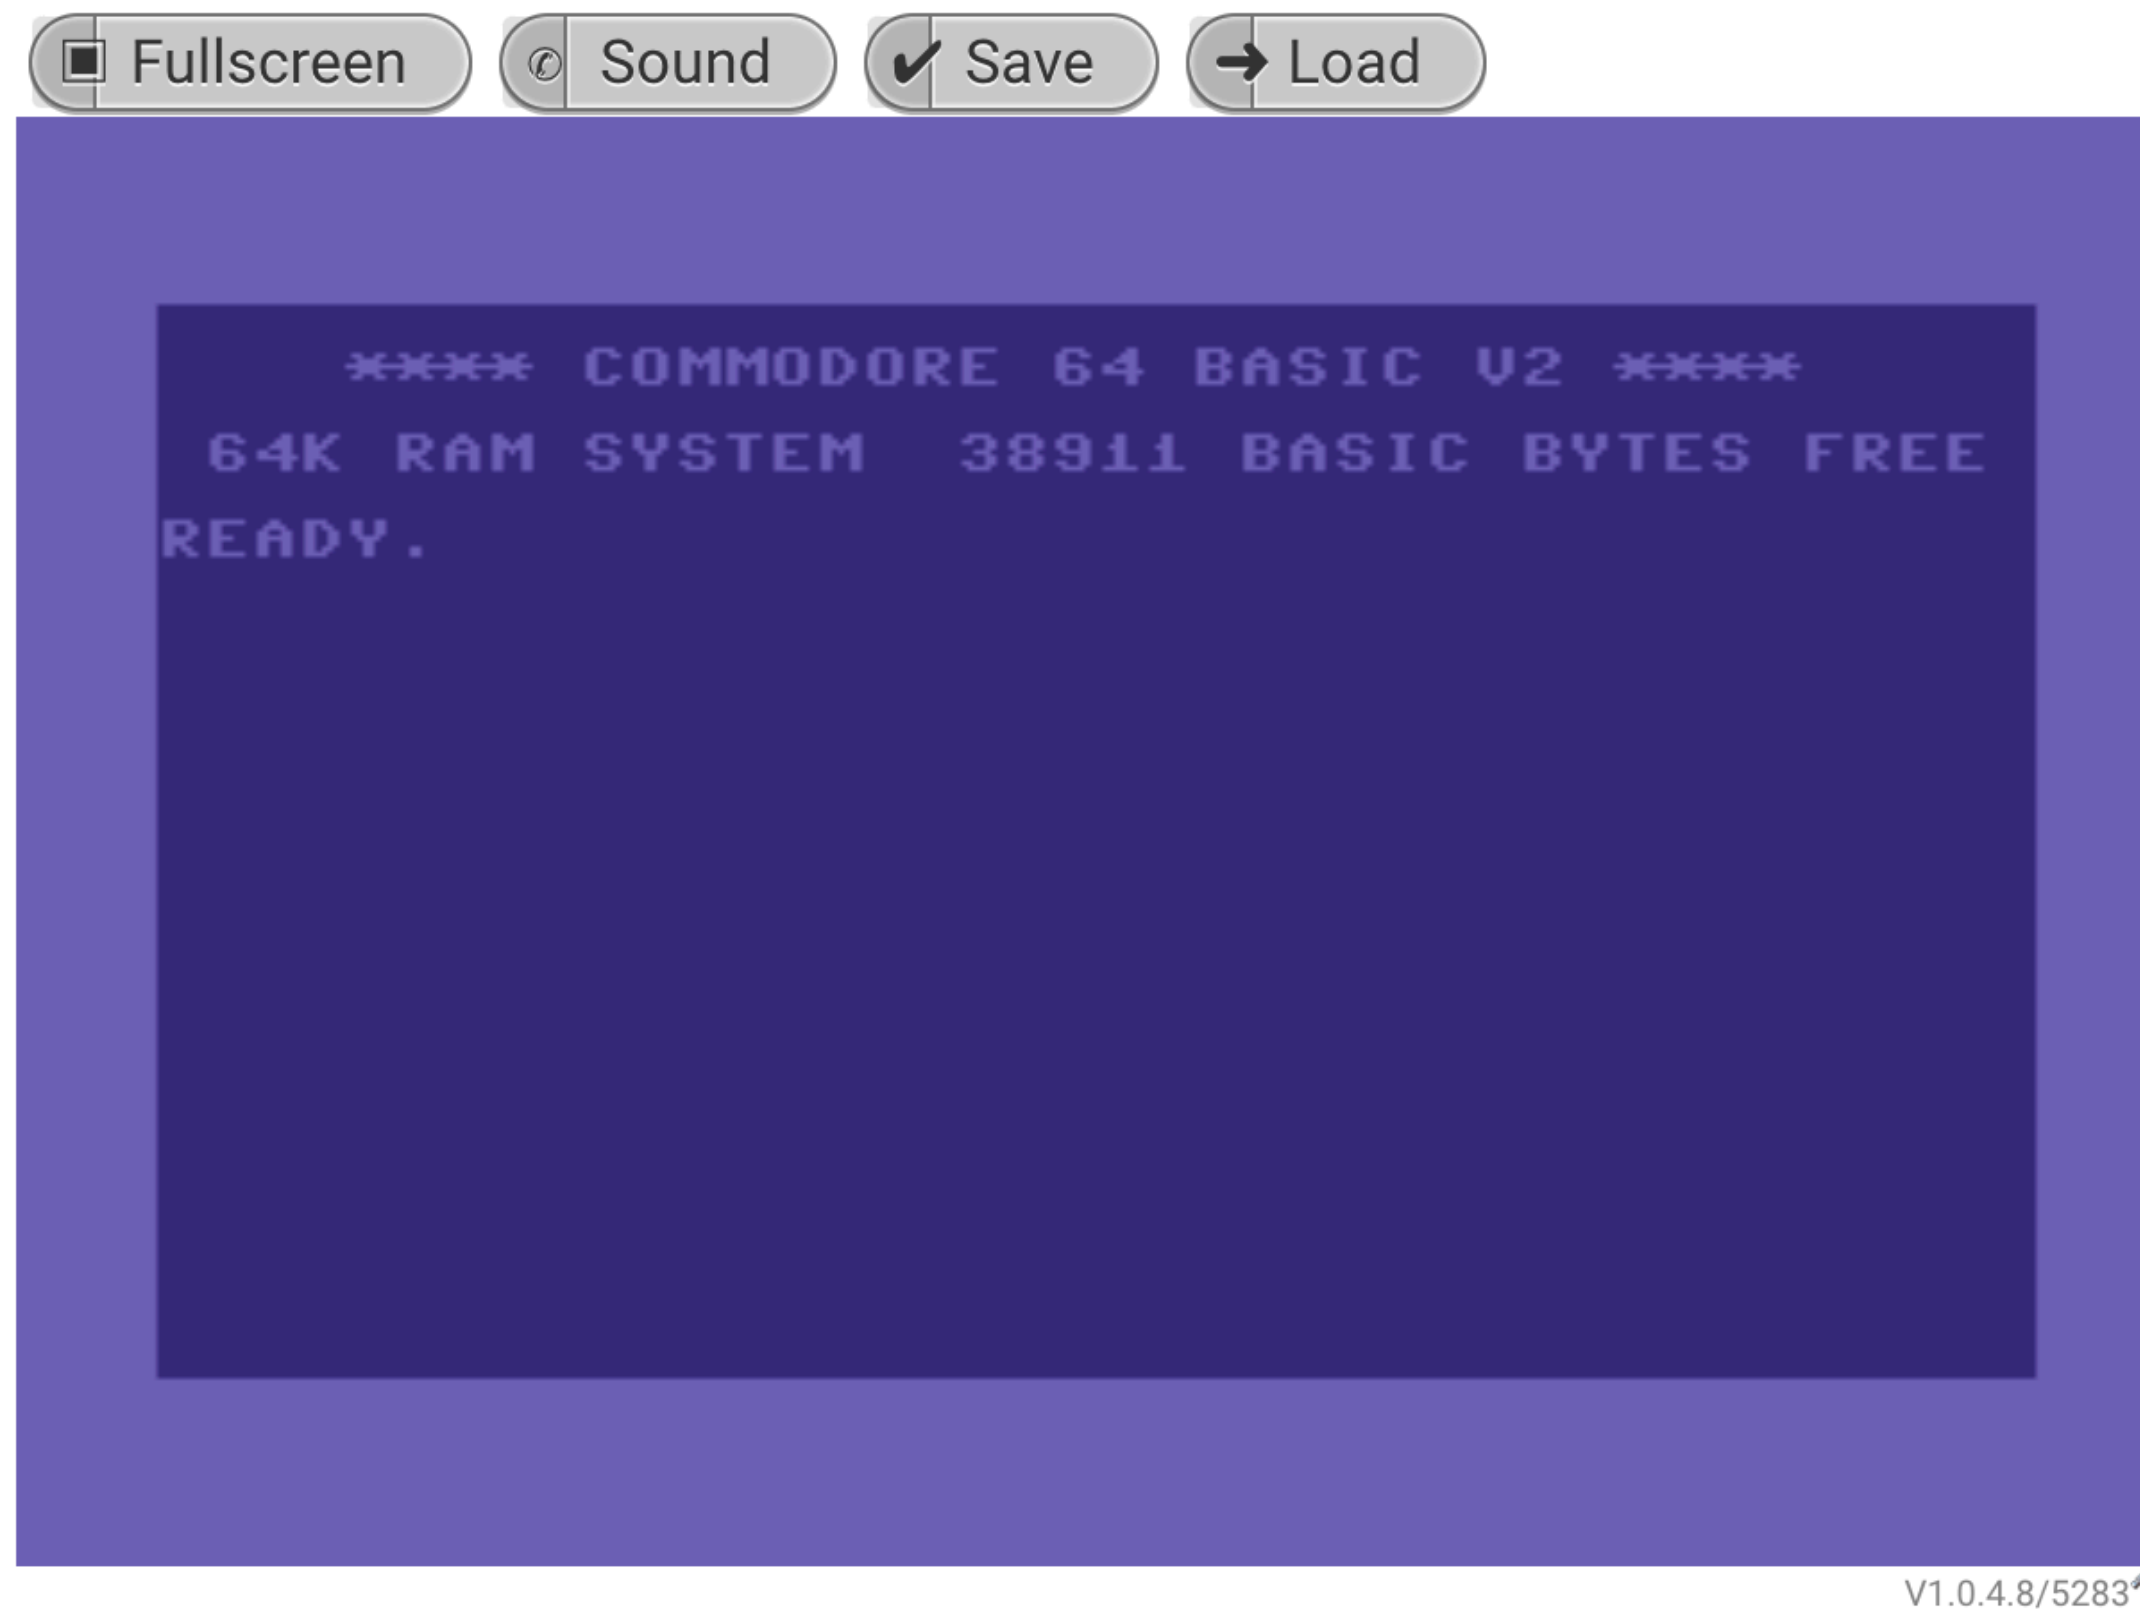 Fullscreen Sound Save Load
**** COMMODORE 64 BASIC V2 ****
64K RAM SYSTEM  38911 BASIC BYTES FREE
READY.
V1.0.4.8/5283